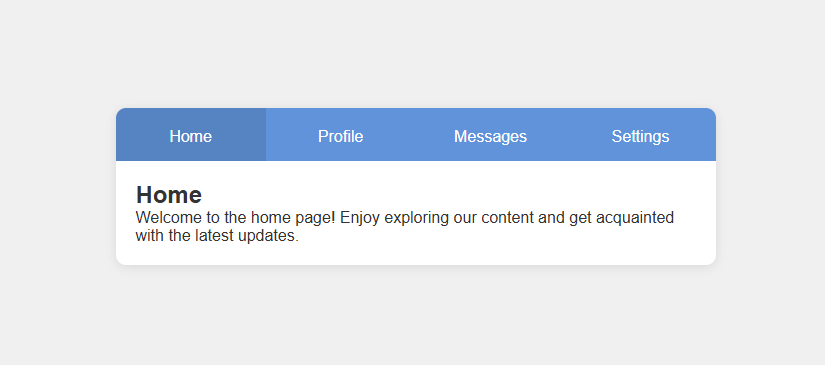 Home Profile Messages Settings
Home
Welcome to the home page! Enjoy exploring our content and get acquainted
with the latest updates.